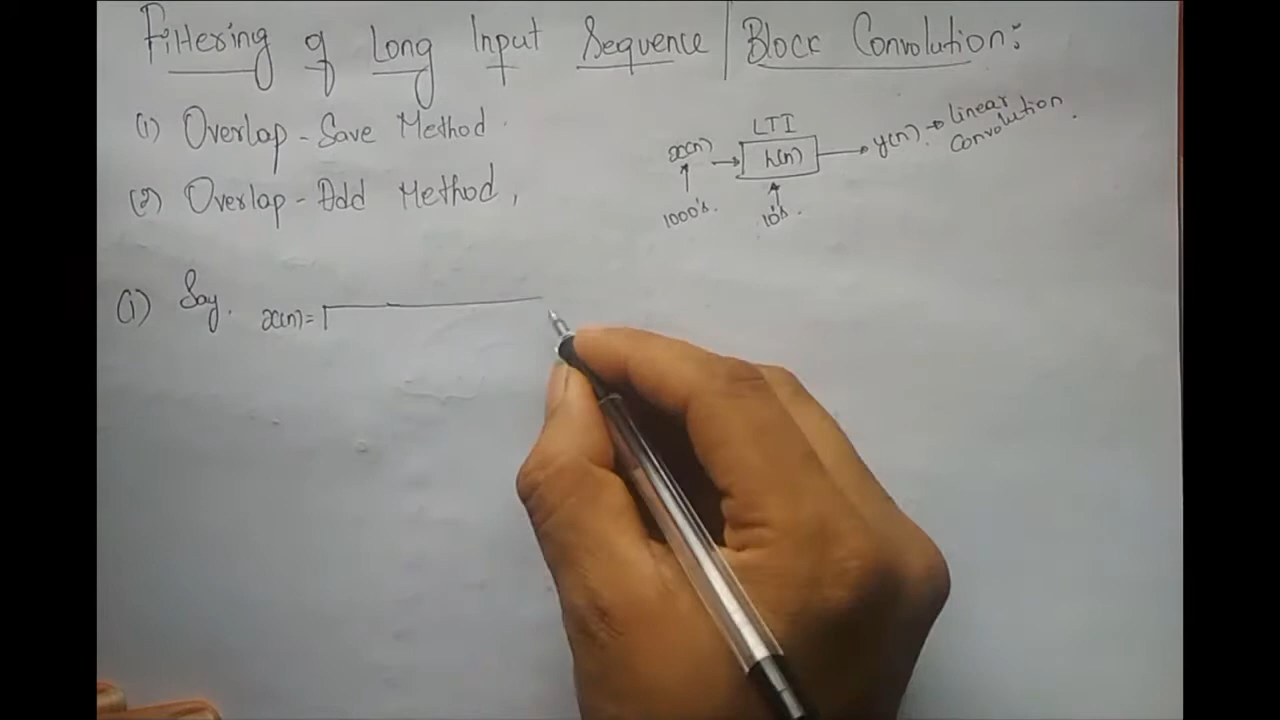 Filtering of Long Input Sequence | Block Convolution:
(1) Overlap-Save Method.
(2) Overlap-Add Method,
LTI
x(n) → h(n) → y(n) → linear convolution.
1000's. 10's.
(1) Say. x(n)=